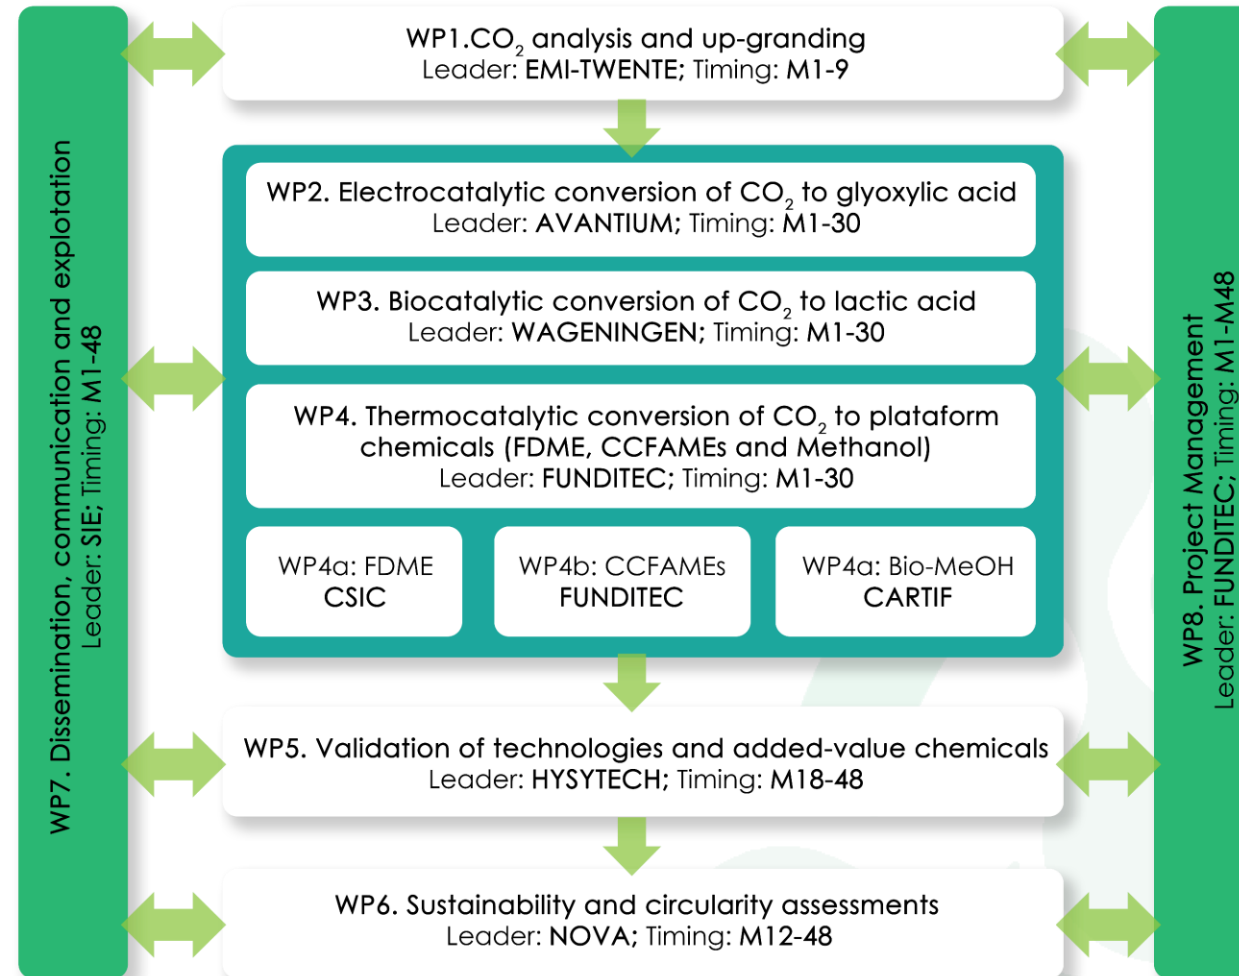 WP1.CO₂ analysis and up-granding
Leader: EMI-TWENTE; Timing: M1-9
WP2. Electrocatalytic conversion of CO₂ to glyoxylic acid
Leader: AVANTIUM; Timing: M1-30
WP3. Biocatalytic conversion of CO₂ to lactic acid
Leader: WAGENINGEN; Timing: M1-30
WP4. Thermocatalytic conversion of CO₂ to plataform
chemicals (FDME, CCFAMEs and Methanol)
Leader: FUNDITEC; Timing: M1-30
WP4a: FDME
CSIC
WP4b: CCFAMEs
FUNDITEC
WP4a: Bio-MeOH
CARTIF
WP5. Validation of technologies and added-value chemicals
Leader: HYSYTECH; Timing: M18-48
WP6. Sustainability and circularity assessments
Leader: NOVA; Timing: M12-48
WP7. Dissemination, communication and explotation
Leader: SIE; Timing: M1-48
WP8. Project Management
Leader: FUNDITEC; Timing: M1-M48